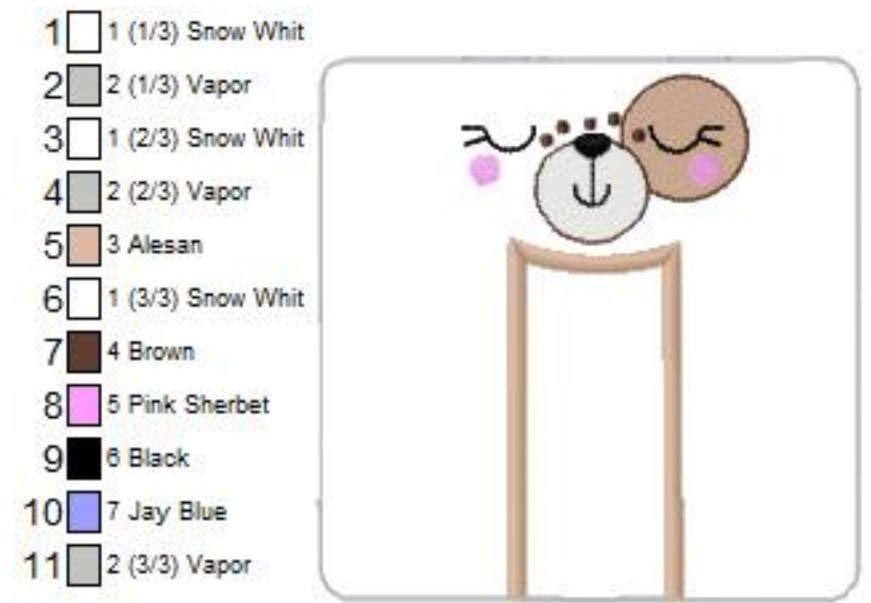 1 1 (1/3) Snow Whit
2 2 (1/3) Vapor
3 1 (2/3) Snow Whit
4 2 (2/3) Vapor
5 3 Alesan
6 1 (3/3) Snow Whit
7 4 Brown
8 5 Pink Sherbet
9 6 Black
10 7 Jay Blue
11 2 (3/3) Vapor